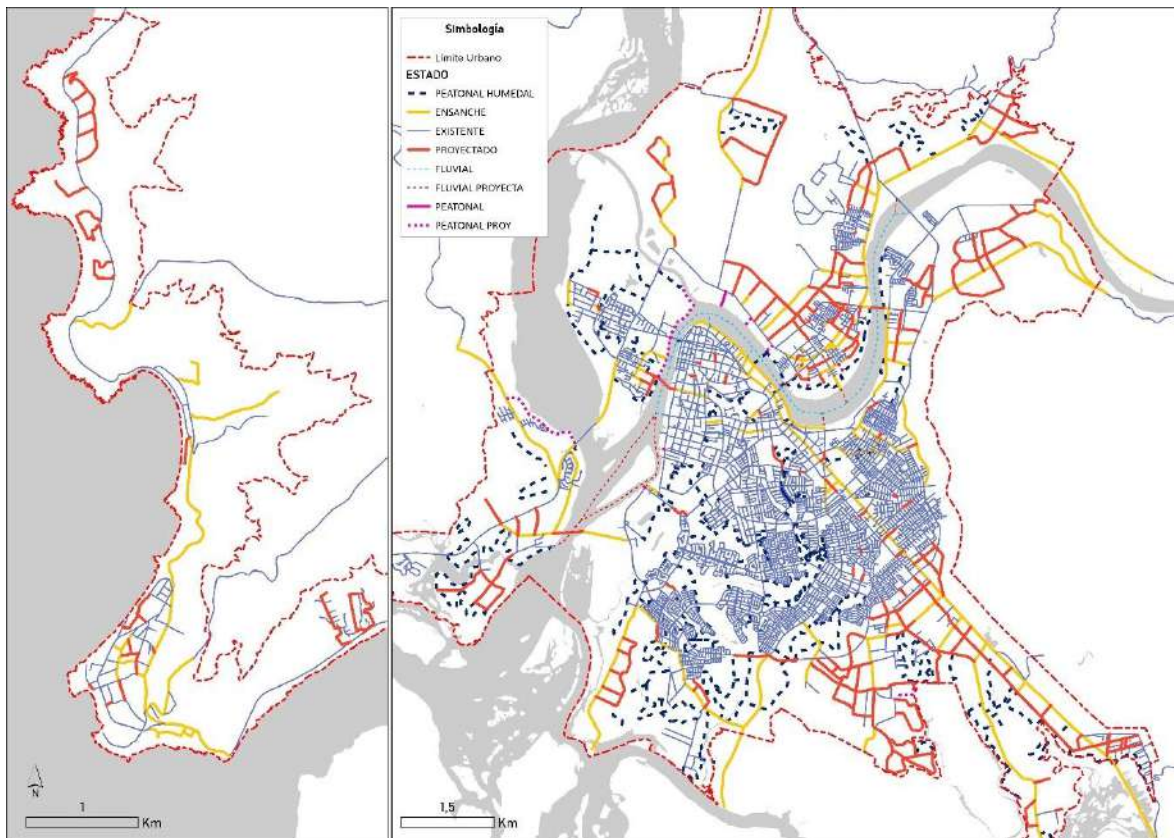 Simbología
Límite Urbano
ESTADO
PEATONAL HUMEDAL
ENSANCHE
EXISTENTE
PROYECTADO
FLUVIAL
FLUVIAL PROYECTA
PEATONAL
PEATONAL PROY
N
1
Km
1,5
Km